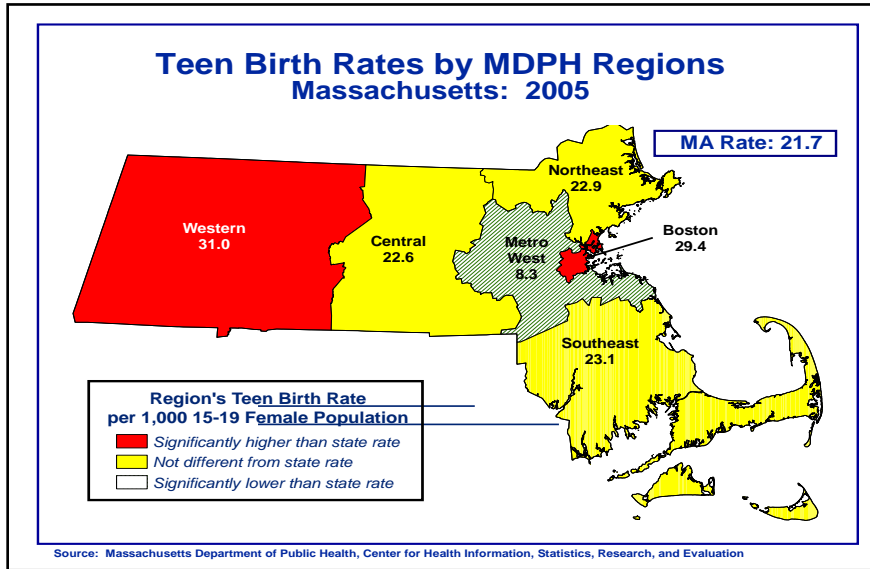 Teen Birth Rates by MDPH Regions
Massachusetts: 2005
MA Rate: 21.7
Northeast
22.9
Western
31.0
Central
22.6
Metro
West
8.3
Boston
29.4
Southeast
23.1
Region's Teen Birth Rate
per 1,000 15-19 Female Population
Significantly higher than state rate
Not different from state rate
Significantly lower than state rate
Source: Massachusetts Department of Public Health, Center for Health Information, Statistics, Research, and Evaluation